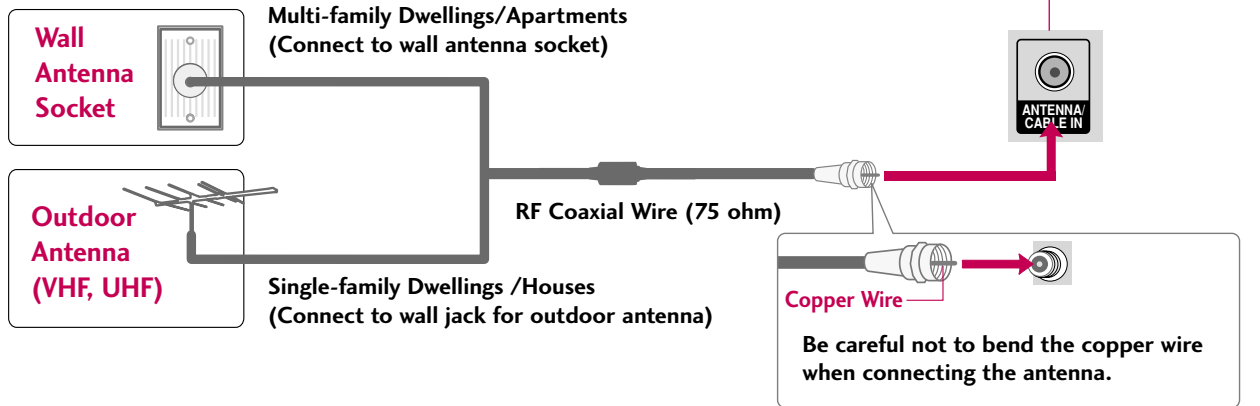 Wall
Antenna
Socket
Multi-family Dwellings/Apartments
(Connect to wall antenna socket)
ANTENNA/
CABLE IN
Outdoor
Antenna
(VHF, UHF)
RF Coaxial Wire (75 ohm)
Single-family Dwellings /Houses
(Connect to wall jack for outdoor antenna)
Copper Wire
Be careful not to bend the copper wire
when connecting the antenna.